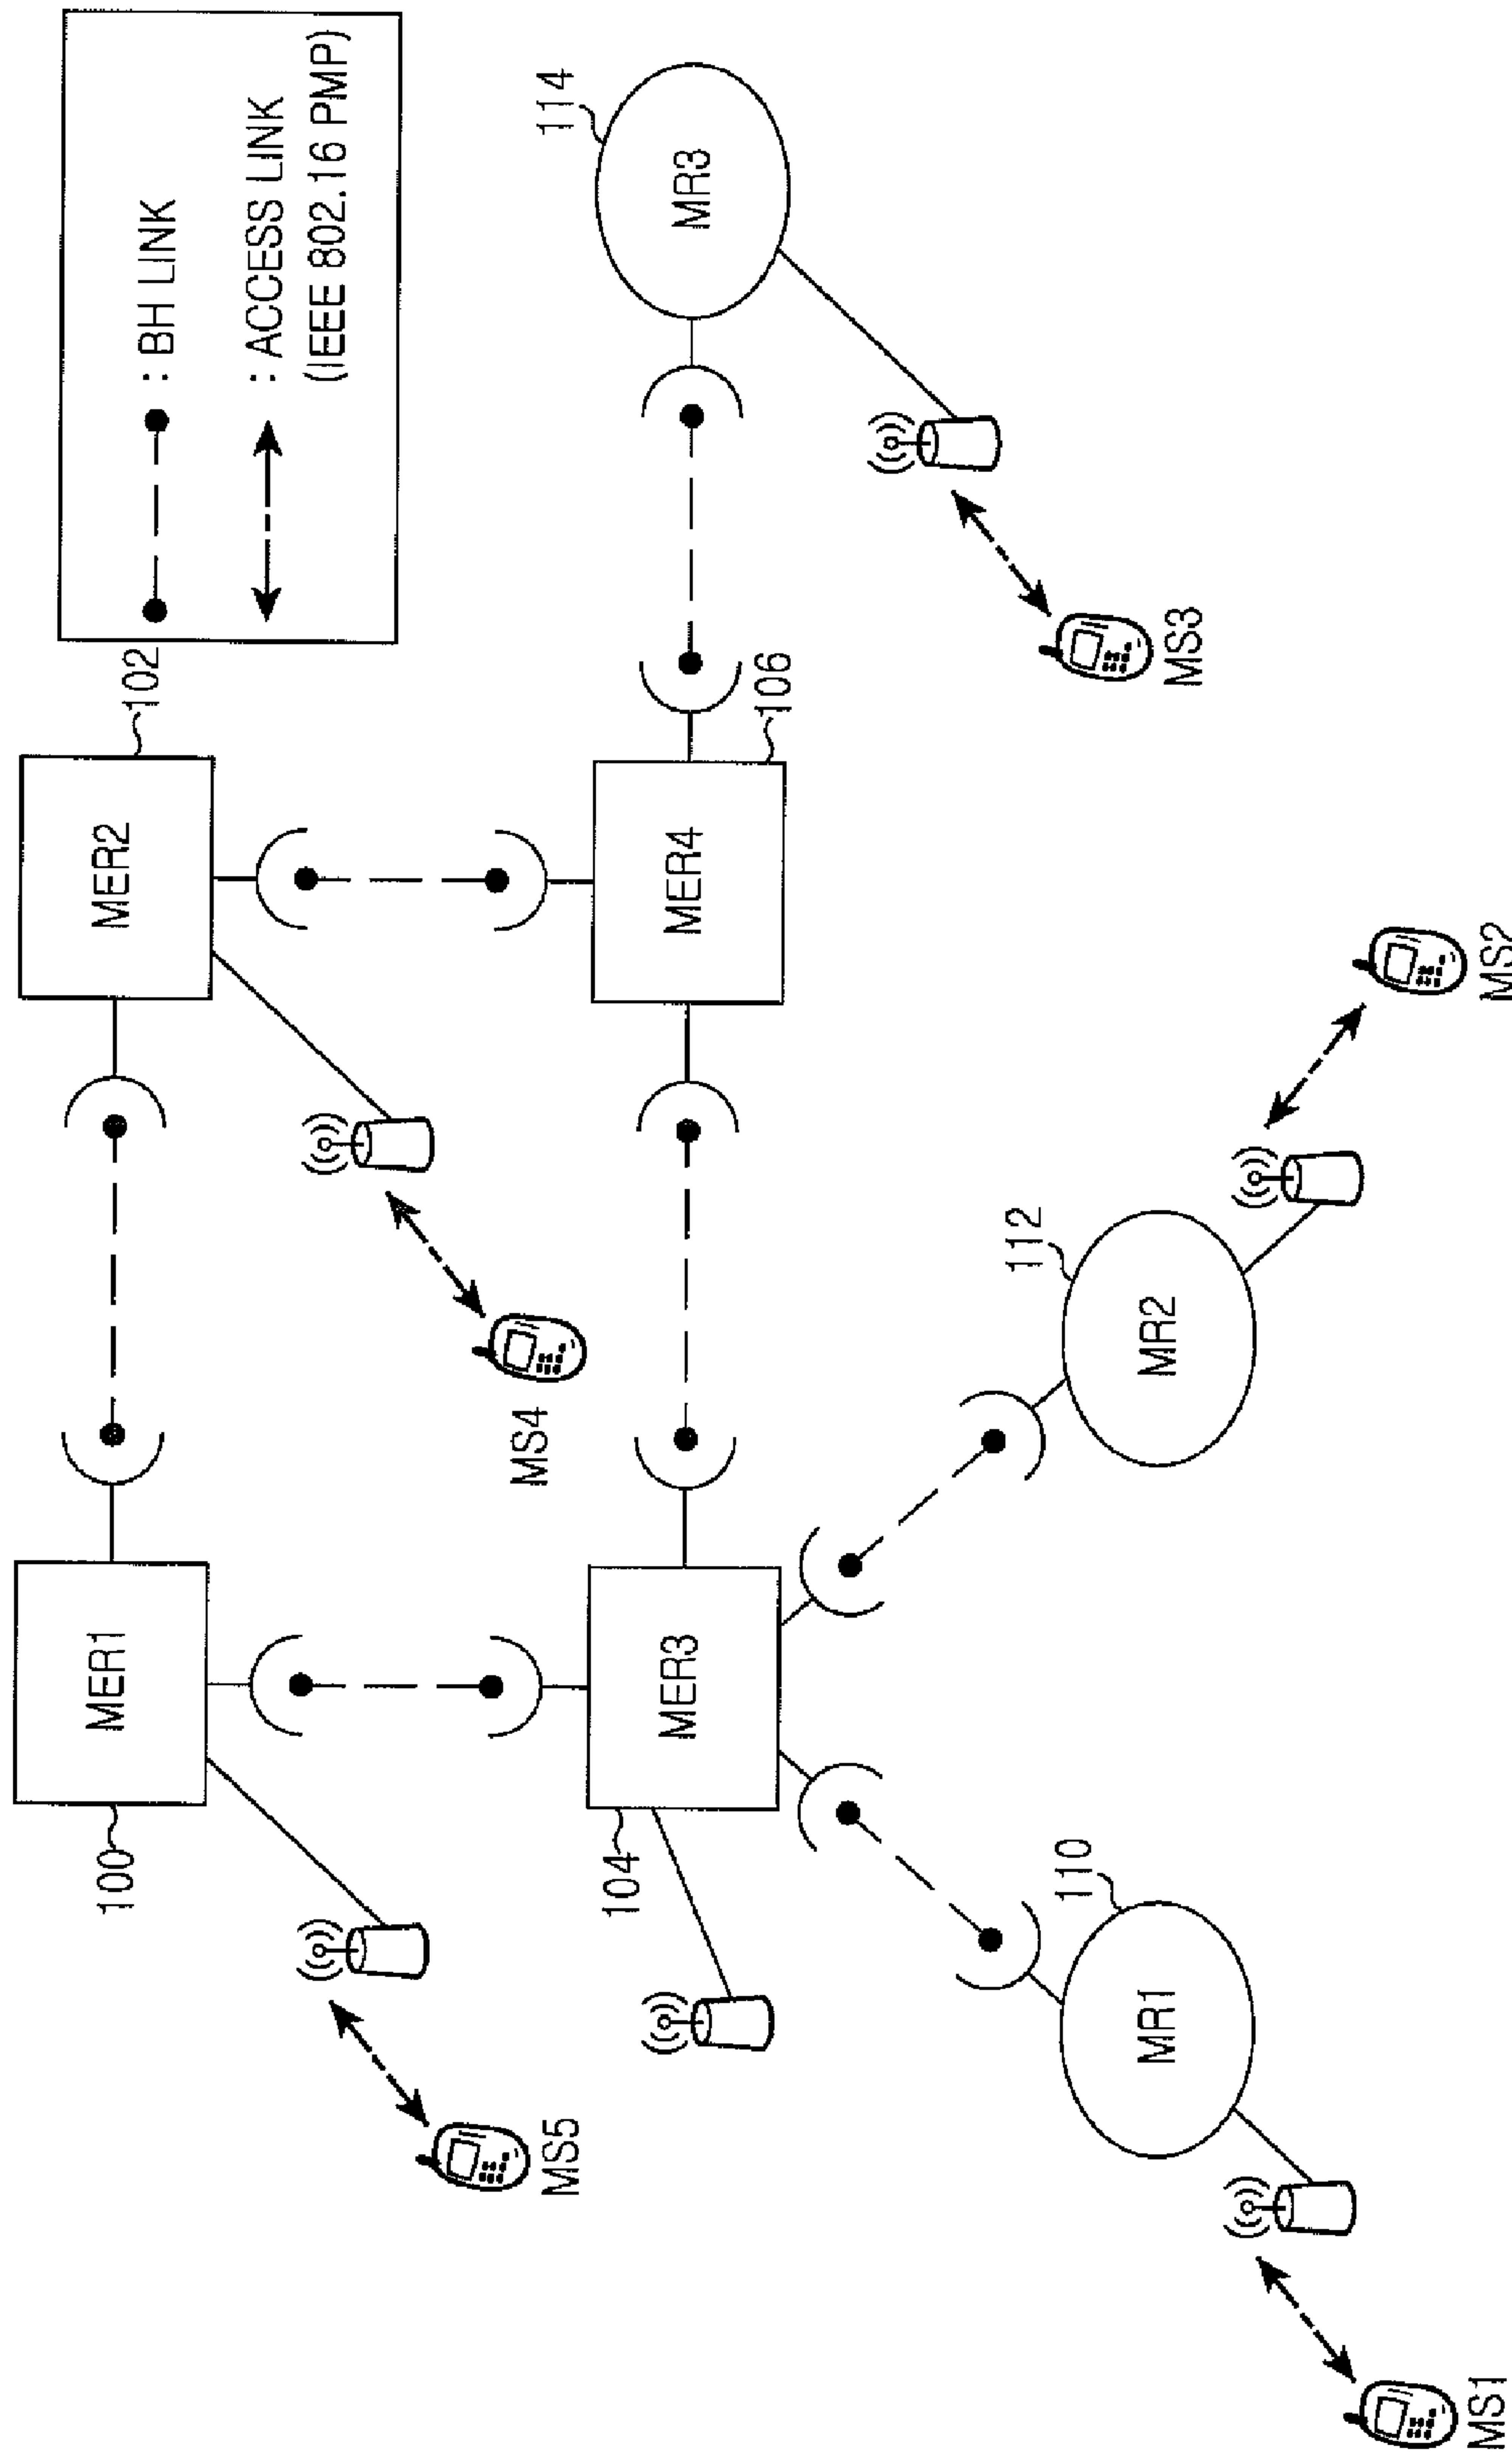 : BH LINK
: ACCESS LINK
(IEEE 802.16 PMP)
MER1
100
MER2
102
MS5
MS4
MER3
104
MER4
106
MR3
114
MS3
MR1
110
MR2
112
MS1
MS2